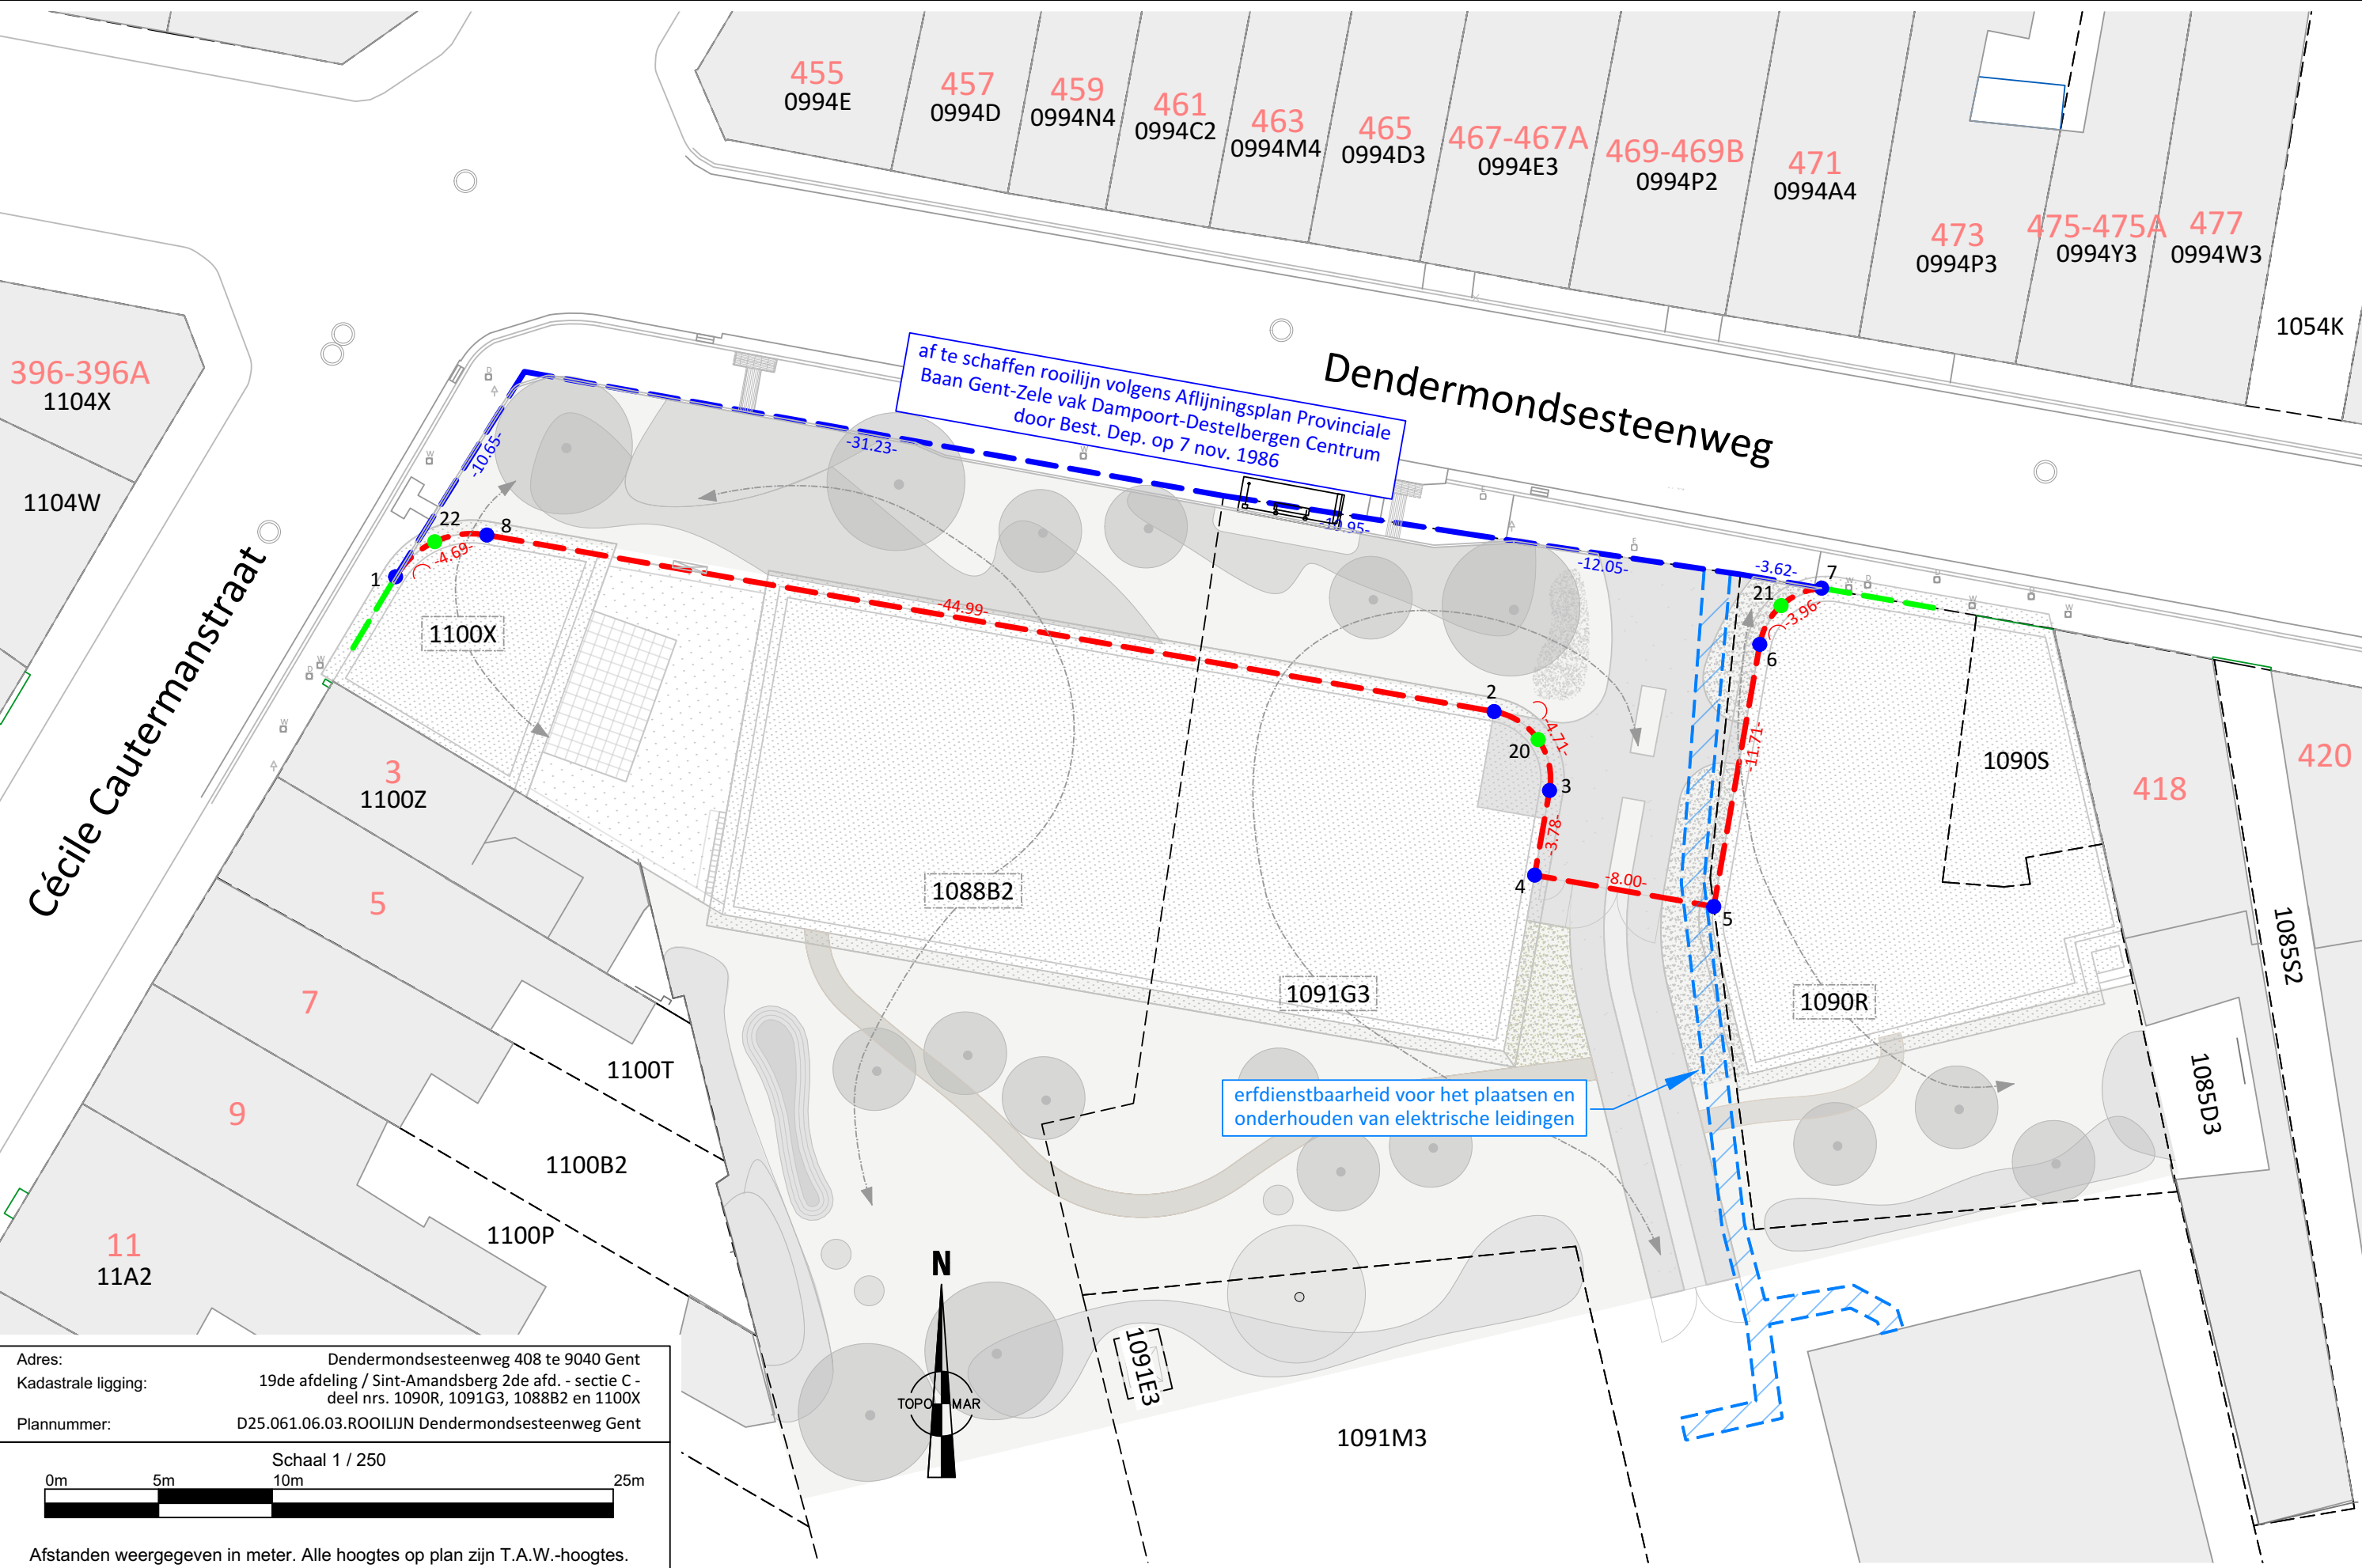 455
0994E
457
0994D
459
0994N4
461
0994C2
463
0994M4
465
0994D3
467-467A
0994E3
469-469B
0994P2
471
0994A4
473
0994P3
475-475A
0994Y3
477
0994W3
1054K
396-396A
1104X
1104W
Dendermondsesteenweg
Cécile Cautermanstraat
af te schaffen rooilijn volgens Aflijningsplan Provinciale
Baan Gent-Zele vak Dampoort-Destelbergen Centrum
door Best. Dep. op 7 nov. 1986
-10.65-
-31.23-
-12.05-
-3.62-
22
8
1
-4.69-
-44.99-
7
21
-3.96-
6
2
20
-4.71-
3
-3.78-
4
-8.00-
5
-11.71-
1100X
1088B2
1091G3
1090R
1090S
418
420
1085S2
1085D3
3
1100Z
5
7
9
11
11A2
1100T
1100B2
1100P
erfdienstbaarheid voor het plaatsen en
onderhouden van elektrische leidingen
1091E3
1091M3
N
TOPO MAR
Adres: Dendermondsesteenweg 408 te 9040 Gent
Kadastrale ligging: 19de afdeling / Sint-Amandsberg 2de afd. - sectie C -
deel nrs. 1090R, 1091G3, 1088B2 en 1100X
Plannummer: D25.061.06.03.ROOILIJN Dendermondsesteenweg Gent
Schaal 1 / 250
0m 5m 10m 25m
Afstanden weergegeven in meter. Alle hoogtes op plan zijn T.A.W.-hoogtes.